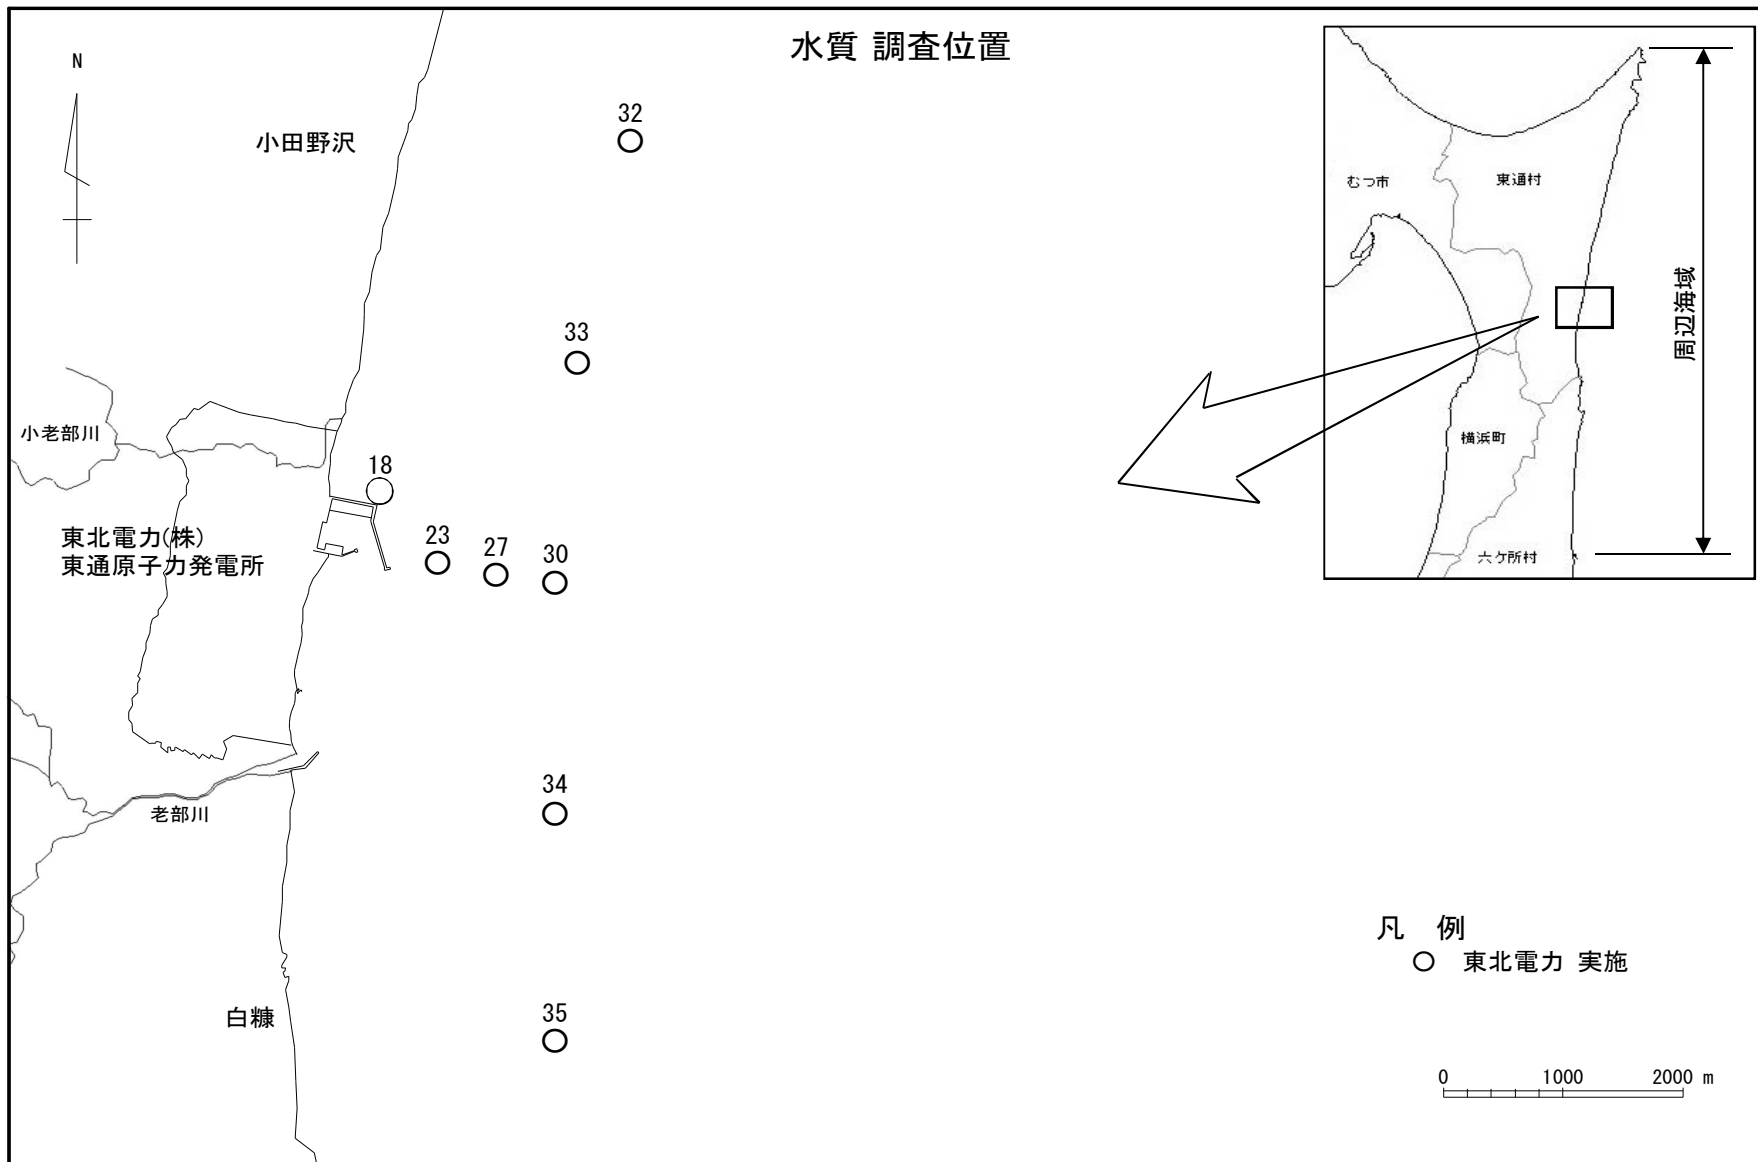 水質 調査位置
N
小田野沢
32
33
小老部川
18
東北電力(株)
東通原子力発電所
23
27
30
老部川
34
白糠
35
むつ市
東通村
周辺海域
横浜町
六ケ所村
凡 例
○ 東北電力 実施
0 1000 2000 m